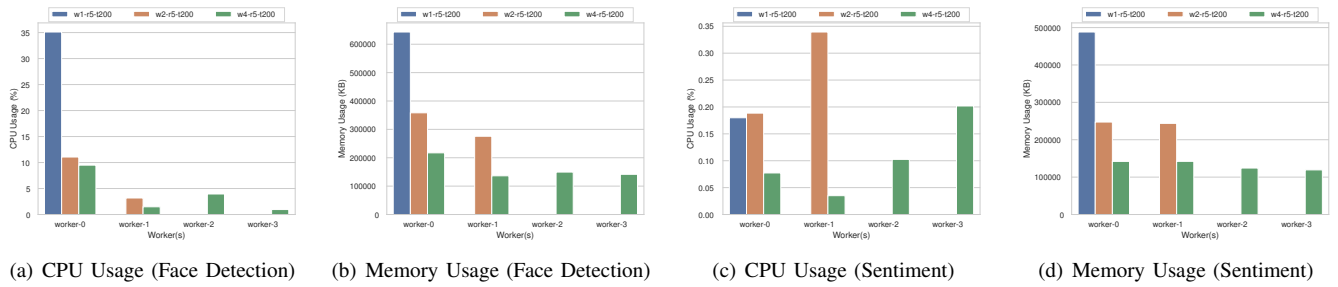 w1-r5-t200 w2-r5-t200 w4-r5-t200
CPU Usage (%)
35
30
25
20
15
10
5
0
worker-0 worker-1 worker-2 worker-3
Worker(s)
(a) CPU Usage (Face Detection)
w1-r5-t200 w2-r5-t200 w4-r5-t200
Memory Usage (KB)
600000
500000
400000
300000
200000
100000
0
worker-0 worker-1 worker-2 worker-3
Worker(s)
(b) Memory Usage (Face Detection)
w1-r5-t200 w2-r5-t200 w4-r5-t200
CPU Usage (%)
0.35
0.30
0.25
0.20
0.15
0.10
0.05
0.00
worker-0 worker-1 worker-2 worker-3
Worker(s)
(c) CPU Usage (Sentiment)
w1-r5-t200 w2-r5-t200 w4-r5-t200
Memory Usage (KB)
500000
400000
300000
200000
100000
0
worker-0 worker-1 worker-2 worker-3
Worker(s)
(d) Memory Usage (Sentiment)